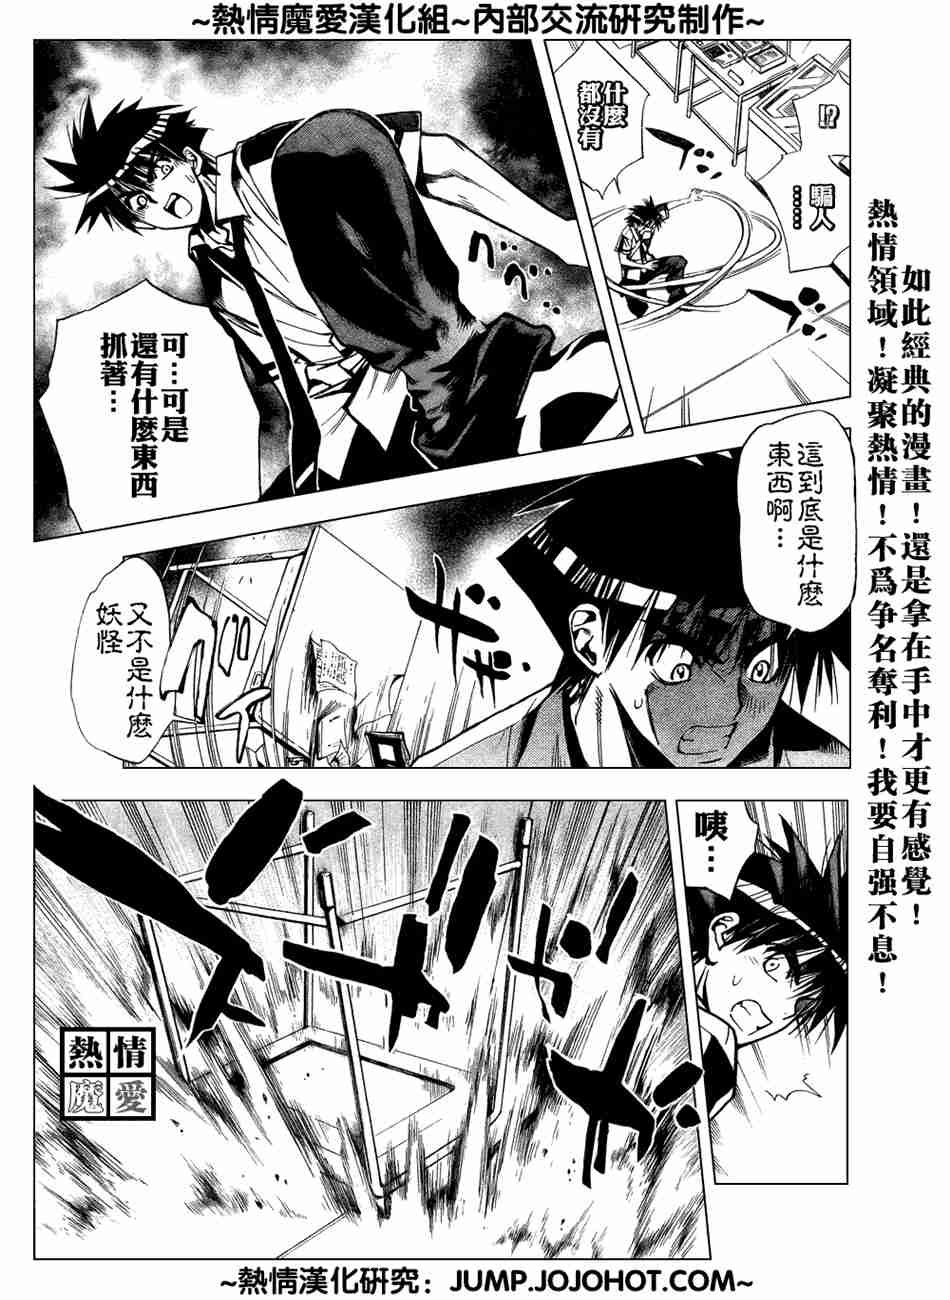 ~熱情魔愛漢化組~內部交流研究制作~
!?
什麼
都沒有
騙人
……
可…可是
還有什麼東西
抓著…
ズッ
グググ
這到底是什麼
東西啊…
又不是什麼
妖怪
咦…
熱情
魔愛
如此經典的漫畫！還是拿在手中才更有感覺！
熱情領域！凝聚熱情！不爲争名奪利！我要自强不息！
~熱情漢化研究：JUMP.JOJOHOT.COM~